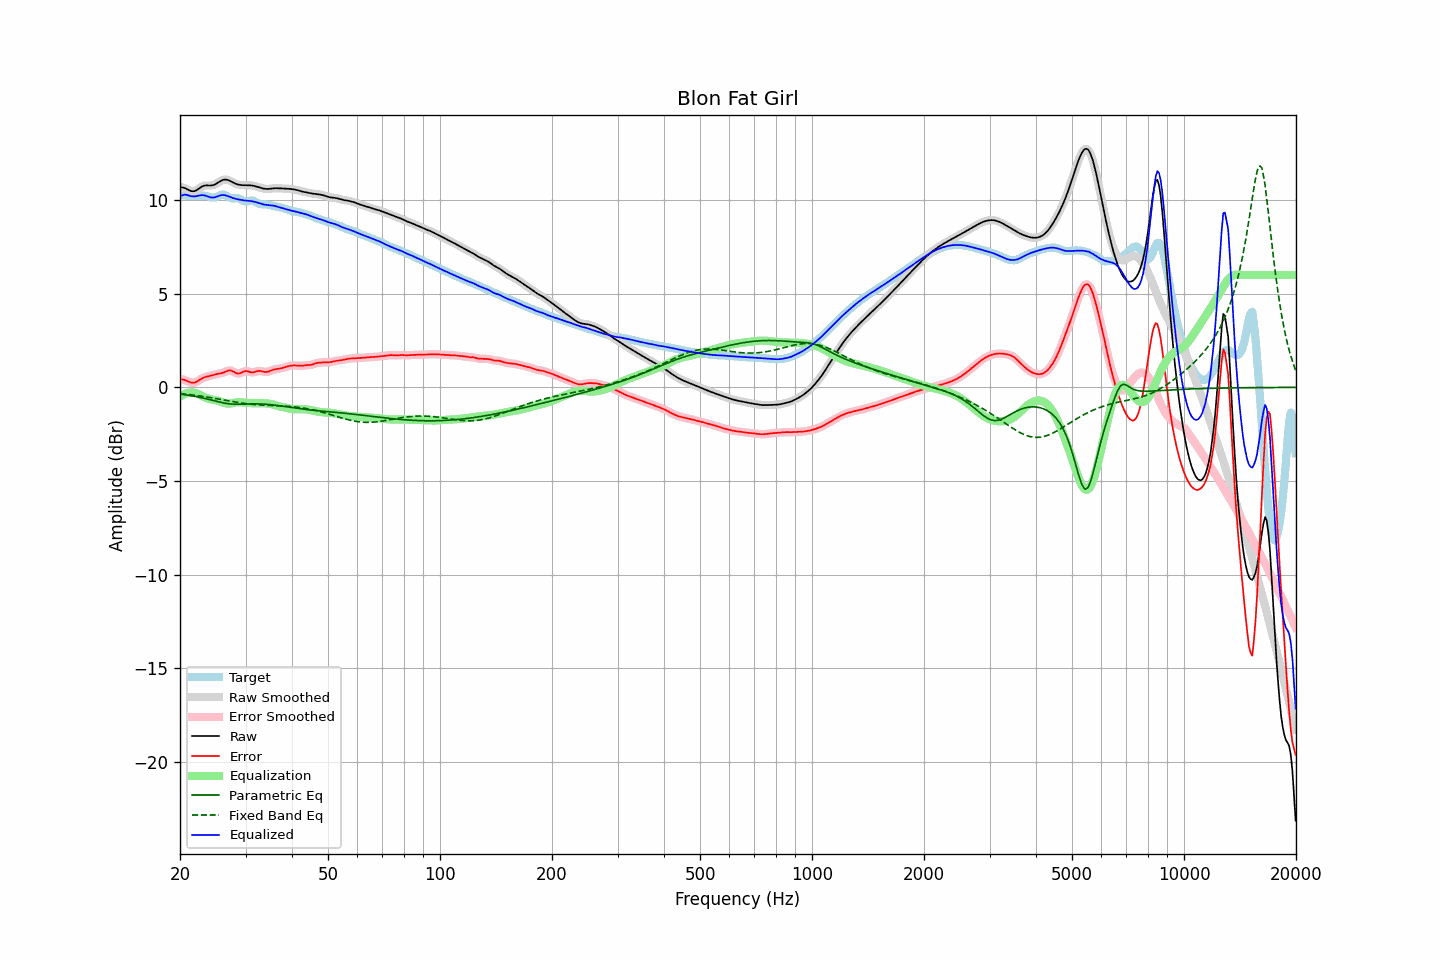 Blon Fat Girl
Amplitude (dBr)
10
5
0
−5
−10
−15
−20
Target
Raw Smoothed
Error Smoothed
Raw
Error
Equalization
Parametric Eq
Fixed Band Eq
Equalized
20 50 100 200 500 1000 2000 5000 10000 20000
Frequency (Hz)